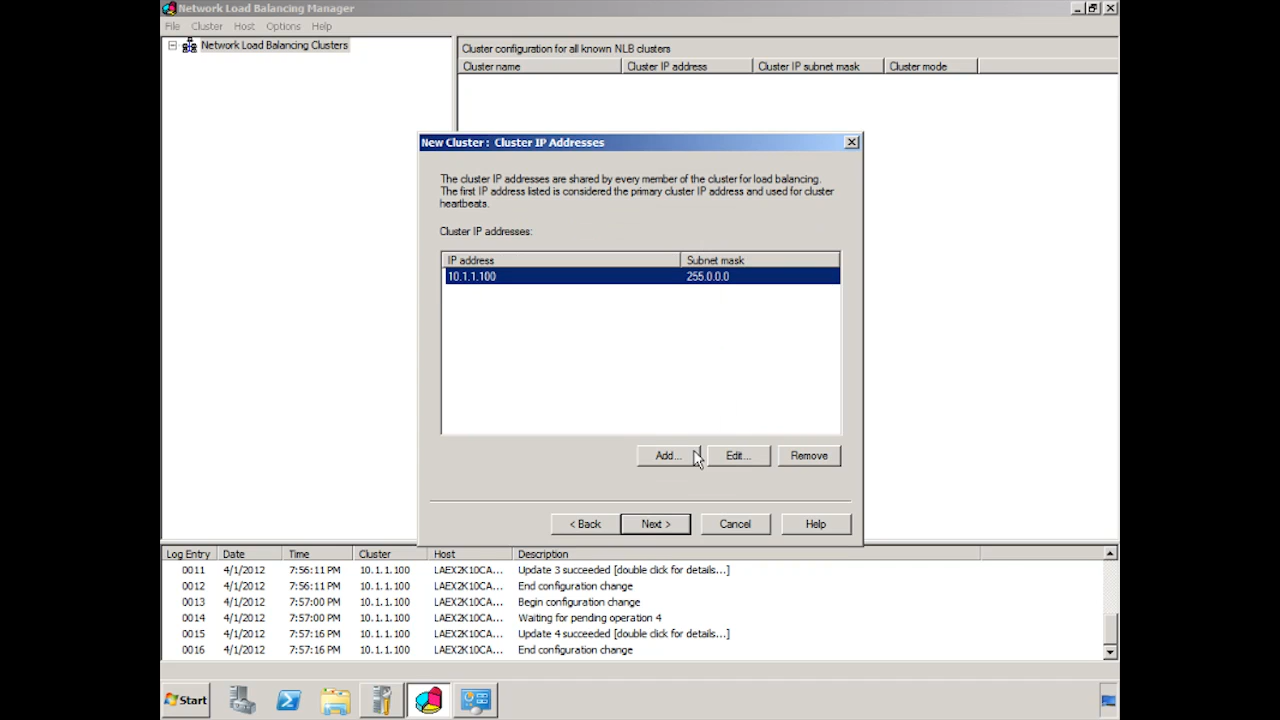 Network Load Balancing Manager
File Cluster Host Options Help
Network Load Balancing Clusters
Cluster configuration for all known NLB clusters
Cluster name Cluster IP address Cluster IP subnet mask Cluster mode
New Cluster : Cluster IP Addresses
The cluster IP addresses are shared by every member of the cluster for load balancing.
The first IP address listed is considered the primary cluster IP address and used for cluster
heartbeats.
Cluster IP addresses:
IP address Subnet mask
10.1.1.100 255.0.0.0
Add... Edit... Remove
< Back Next > Cancel Help
Log Entry Date Time Cluster Host Description
0011 4/1/2012 7:56:11 PM 10.1.1.100 LAEX2K10CA... Update 3 succeeded [double click for details...]
0012 4/1/2012 7:56:11 PM 10.1.1.100 LAEX2K10CA... End configuration change
0013 4/1/2012 7:57:00 PM 10.1.1.100 LAEX2K10CA... Begin configuration change
0014 4/1/2012 7:57:00 PM 10.1.1.100 LAEX2K10CA... Waiting for pending operation 4
0015 4/1/2012 7:57:16 PM 10.1.1.100 LAEX2K10CA... Update 4 succeeded [double click for details...]
0016 4/1/2012 7:57:16 PM 10.1.1.100 LAEX2K10CA... End configuration change
Start